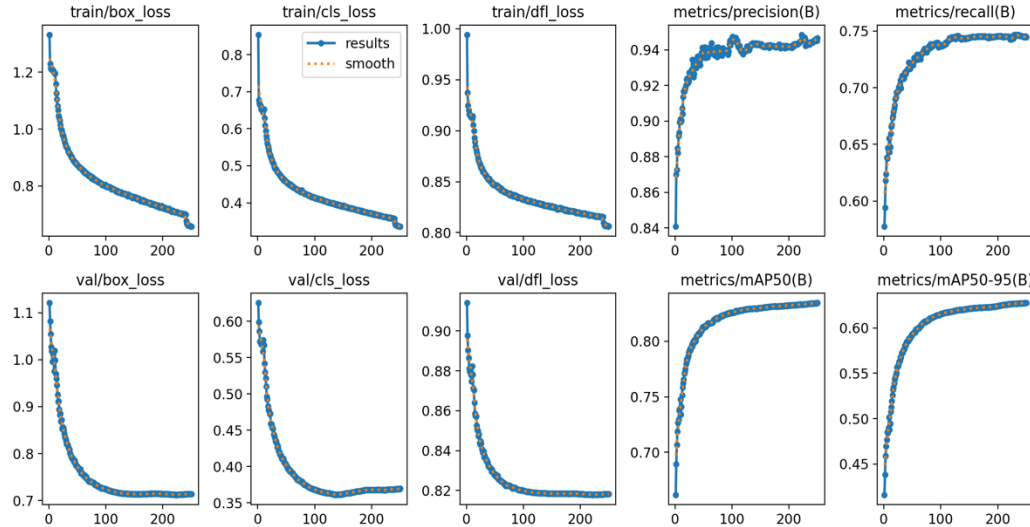 train/box_loss
train/cls_loss
train/dfl_loss
metrics/precision(B)
metrics/recall(B)
1.2
1.0
0.8
0 100 200
0.8
0.7
0.6
0.5
0.4
results
smooth
0 100 200
1.00
0.95
0.90
0.85
0.80
0 100 200
0.94
0.92
0.90
0.88
0.86
0.84
0 100 200
0.75
0.70
0.65
0.60
0 100 200
val/box_loss
val/cls_loss
val/dfl_loss
metrics/mAP50(B)
metrics/mAP50-95(B)
1.1
1.0
0.9
0.8
0.7
0 100 200
0.60
0.55
0.50
0.45
0.40
0.35
0 100 200
0.90
0.88
0.86
0.84
0.82
0 100 200
0.80
0.75
0.70
0 100 200
0.60
0.55
0.50
0.45
0 100 200